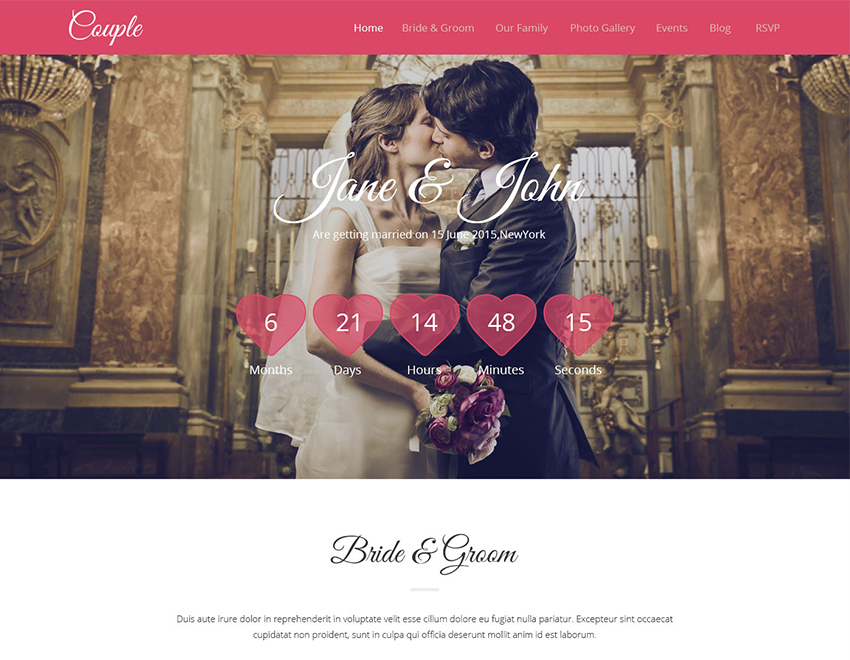 Couple
Home Bride & Groom Our Family Photo Gallery Events Blog RSVP
Jane & John
Are getting married on 15 June 2015,NewYork
6 21 14 48 15
Months Days Hours Minutes Seconds
Bride & Groom
Duis aute irure dolor in reprehenderit in voluptate velit esse cillum dolore eu fugiat nulla pariatur. Excepteur sint occaecat
cupidatat non proident, sunt in culpa qui officia deserunt mollit anim id est laborum.